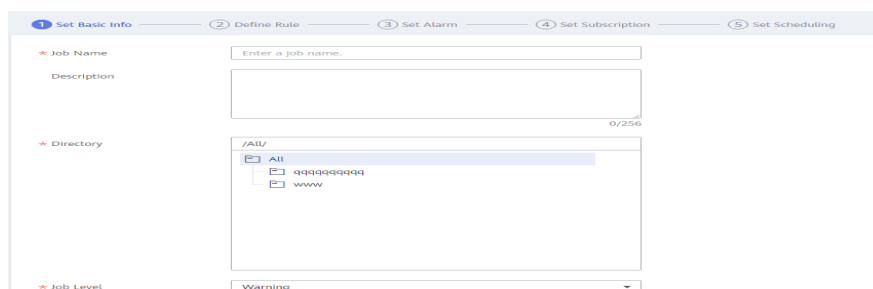 1 Set Basic Info 2 Define Rule 3 Set Alarm 4 Set Subscription 5 Set Scheduling
* Job Name Enter a job name.
Description
0/256
* Directory /All/
All
qqqqqqqqqq
www
* Job Level Warning